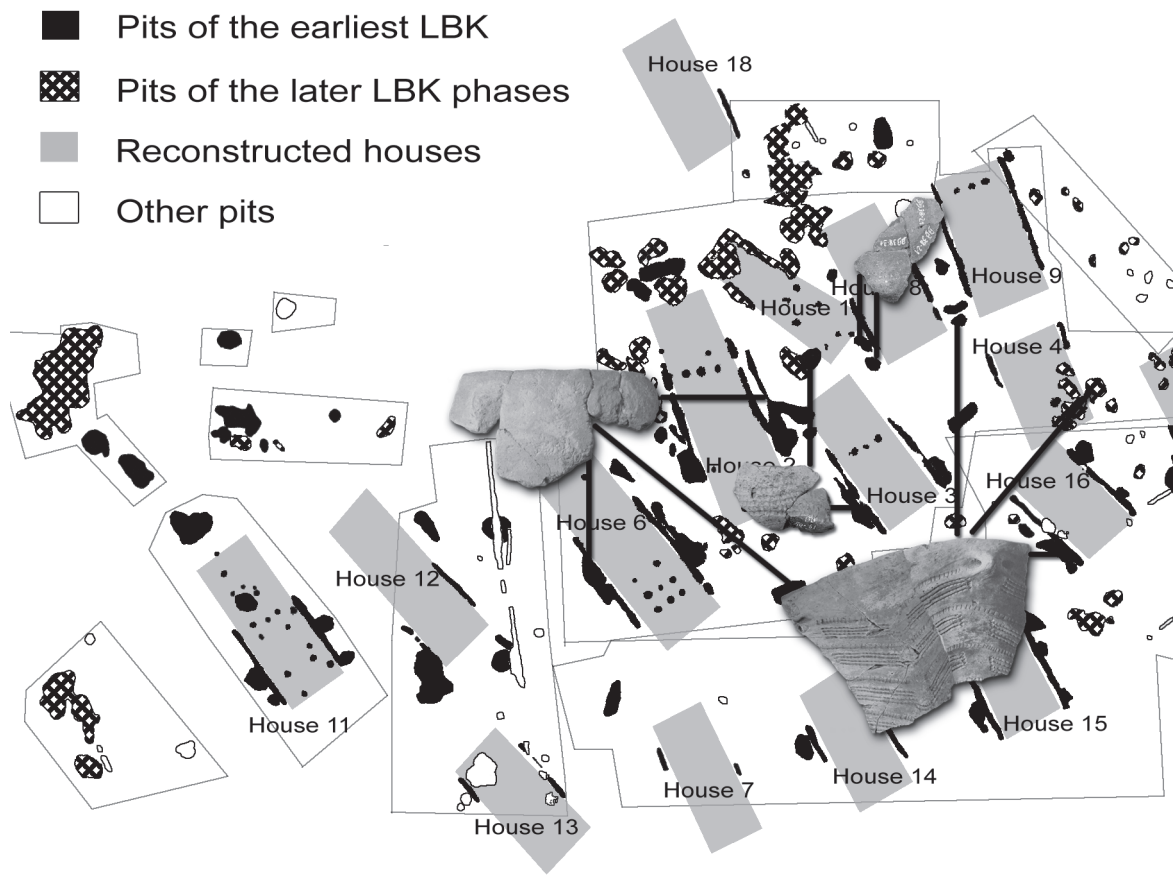 Pits of the earliest LBK
Pits of the later LBK phases
Reconstructed houses
Other pits
House 18
House 9
House 1
House 4
House 2
House 3
House 16
House 6
House 12
House 11
House 15
House 14
House 7
House 13